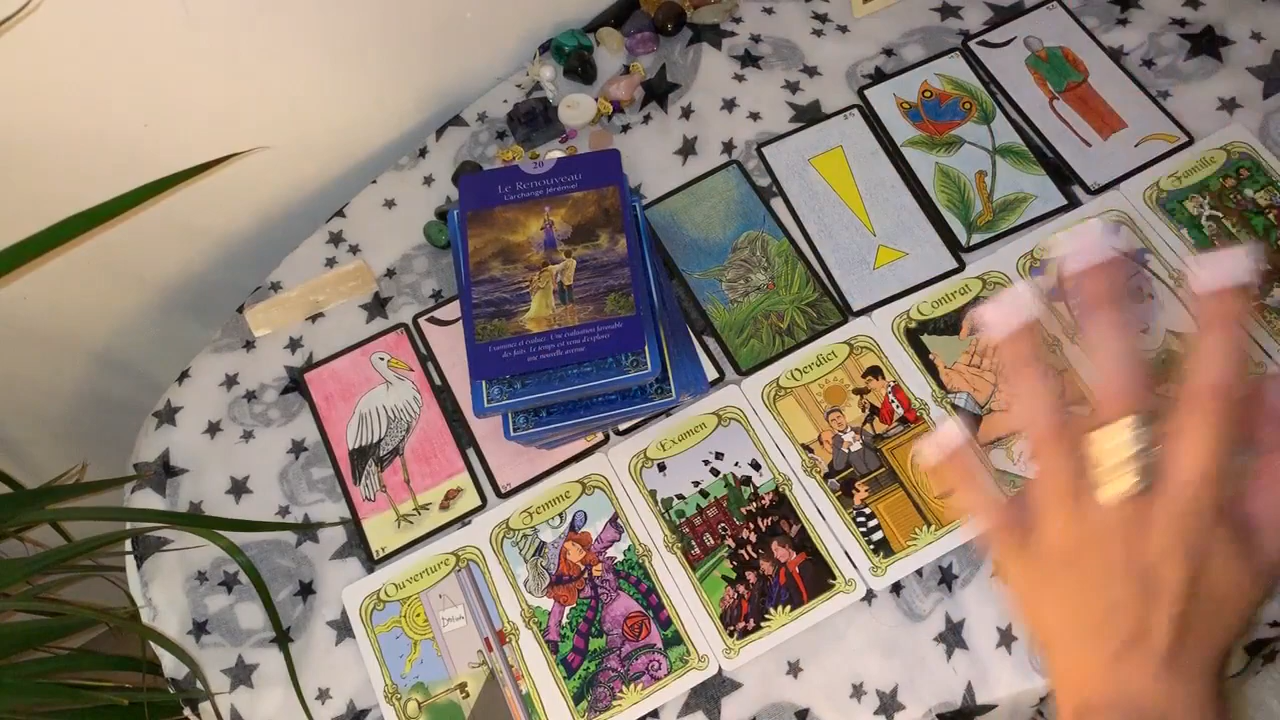 20
Le Renouveau
L'archange Jérémiel
Examinez et évaluez. Une évaluation favorable
des faits. Le temps est venu d'explorer
une nouvelle avenue.
Famille
Contrat
Verdict
Examen
Femme
Ouverture